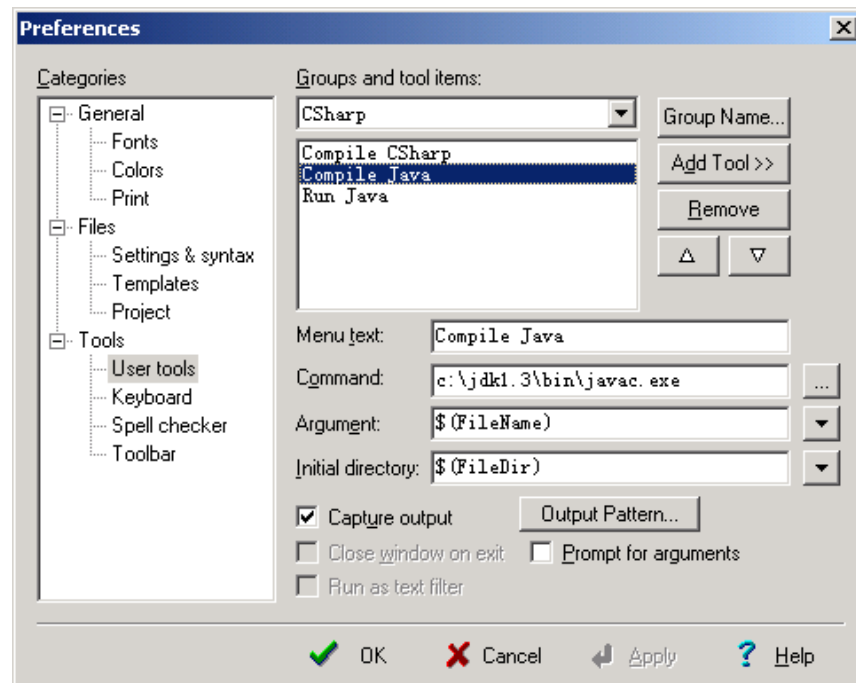 Preferences
Categories
General
Fonts
Colors
Print
Files
Settings & syntax
Templates
Project
Tools
User tools
Keyboard
Spell checker
Toolbar
Groups and tool items:
CSharp
Group Name...
Compile CSharp
Compile Java
Run Java
Add Tool >>
Remove
Menu text: Compile Java
Command: c:\jdk1.3\bin\javac.exe ...
Argument: $(FileName)
Initial directory: $(FileDir)
Capture output Output Pattern...
Close window on exit Prompt for arguments
Run as text filter
OK Cancel Apply ? Help